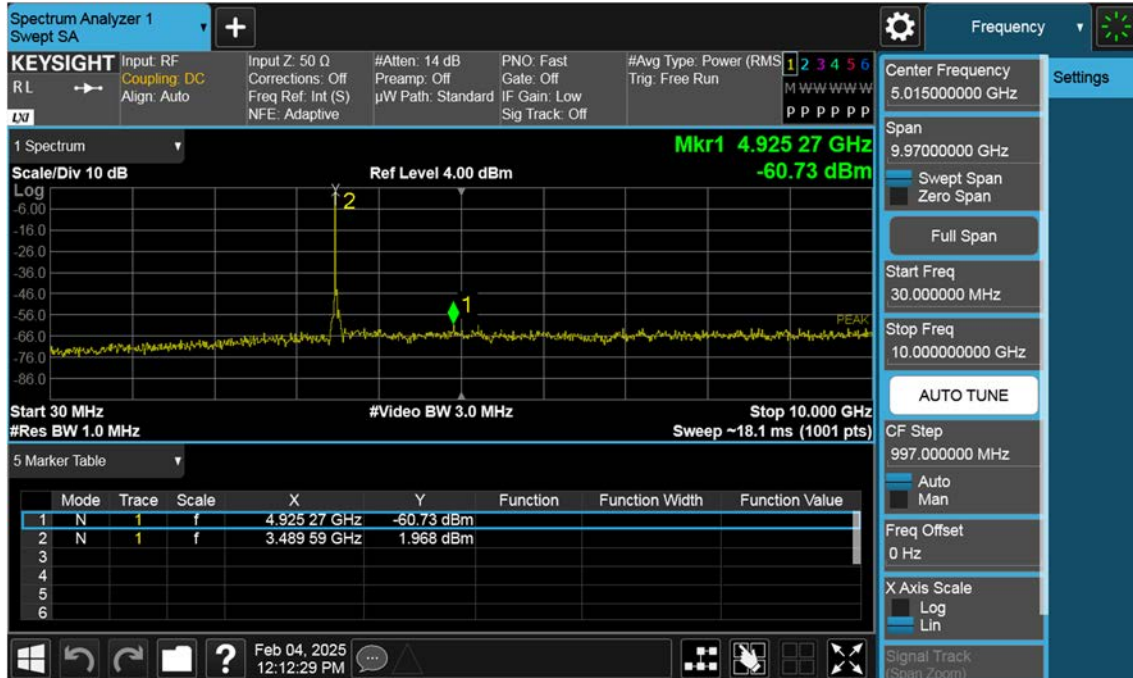 Spectrum Analyzer 1
Swept SA
+
Frequency
KEYSIGHT
RL
LXI
Input: RF
Coupling: DC
Align: Auto
Input Z: 50 Ω
Corrections: Off
Freq Ref: Int (S)
NFE: Adaptive
#Atten: 14 dB
Preamp: Off
µW Path: Standard
PNO: Fast
Gate: Off
IF Gain: Low
Sig Track: Off
#Avg Type: Power (RMS
Trig: Free Run
1 2 3 4 5 6
M W W W W W
P P P P P P
1 Spectrum
Scale/Div 10 dB
Ref Level 4.00 dBm
Mkr1 4.925 27 GHz
-60.73 dBm
Log
-6.00
-16.0
-26.0
-36.0
-46.0
-56.0
-66.0
-76.0
-86.0
2
1
PEAK
Start 30 MHz
#Video BW 3.0 MHz
Stop 10.000 GHz
#Res BW 1.0 MHz
Sweep ~18.1 ms (1001 pts)
5 Marker Table
Mode Trace Scale X Y Function Function Width Function Value
1 N 1 f 4.925 27 GHz -60.73 dBm
2 N 1 f 3.489 59 GHz 1.968 dBm
3
4
5
6
?
Feb 04, 2025
12:12:29 PM
Center Frequency
5.015000000 GHz
Settings
Span
9.97000000 GHz
Swept Span
Zero Span
Full Span
Start Freq
30.000000 MHz
Stop Freq
10.000000000 GHz
AUTO TUNE
CF Step
997.000000 MHz
Auto
Man
Freq Offset
0 Hz
X Axis Scale
Log
Lin
Signal Track
(Span Zoom)